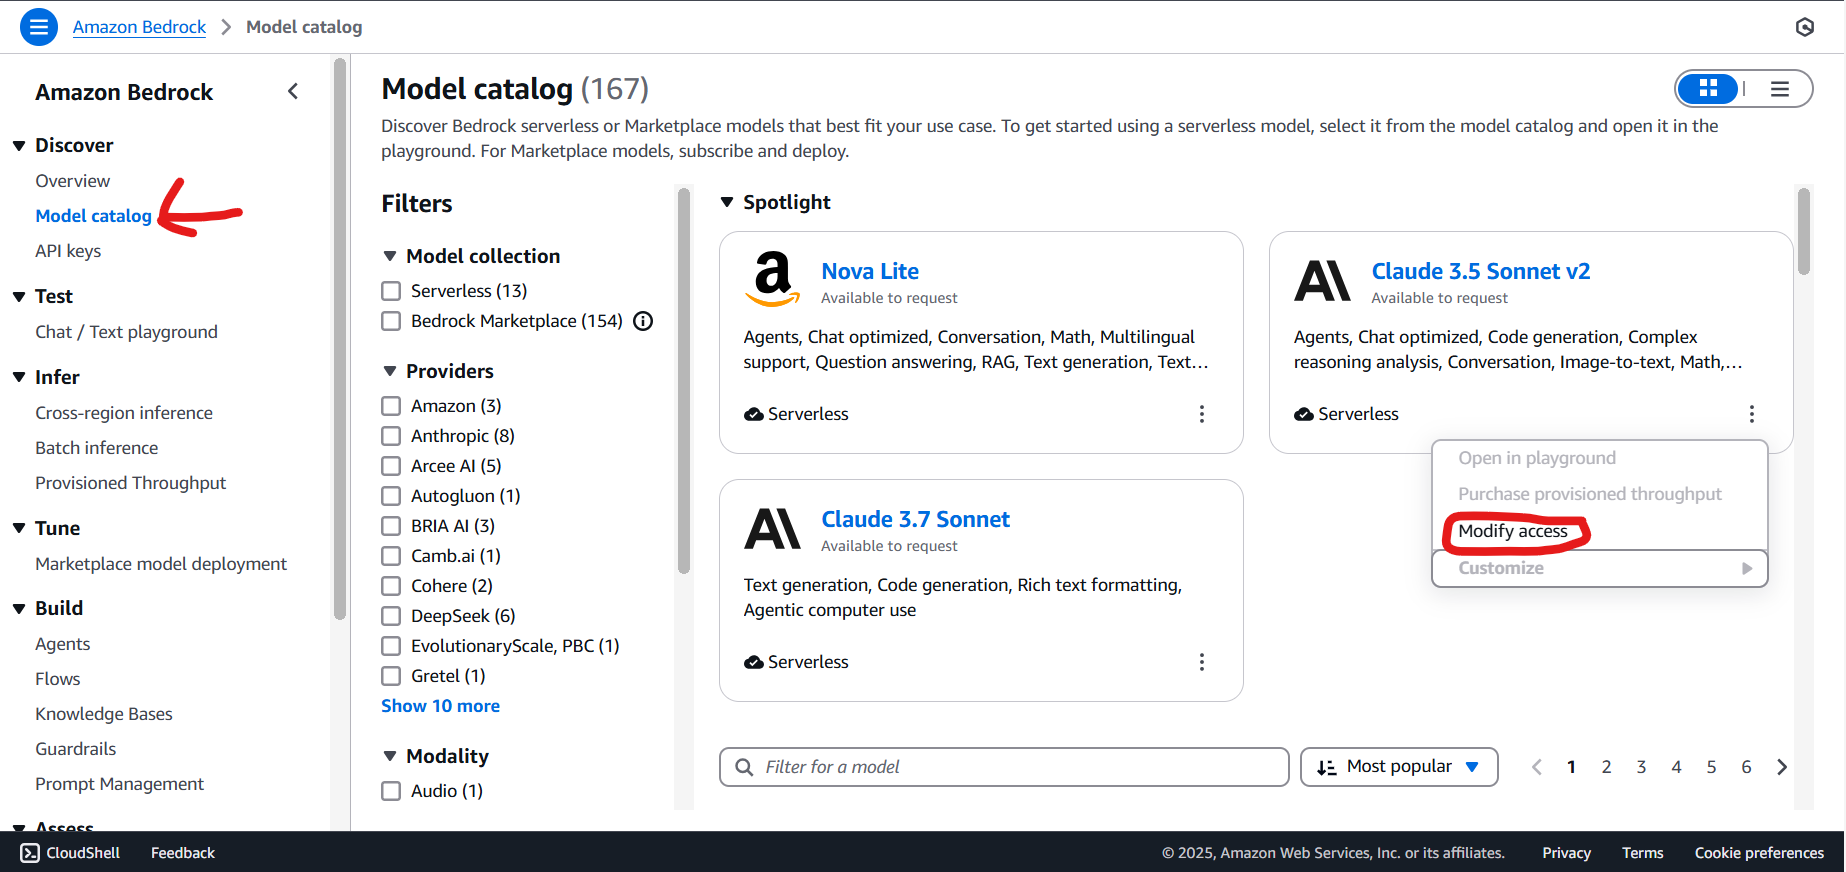 Amazon Bedrock > Model catalog
Amazon Bedrock
Discover
Overview
Model catalog
API keys
Test
Chat / Text playground
Infer
Cross-region inference
Batch inference
Provisioned Throughput
Tune
Marketplace model deployment
Build
Agents
Flows
Knowledge Bases
Guardrails
Prompt Management
Assess
Model catalog (167)
Discover Bedrock serverless or Marketplace models that best fit your use case. To get started using a serverless model, select it from the model catalog and open it in the
playground. For Marketplace models, subscribe and deploy.
Filters
Model collection
Serverless (13)
Bedrock Marketplace (154)
Providers
Amazon (3)
Anthropic (8)
Arcee AI (5)
Autogluon (1)
BRIA AI (3)
Camb.ai (1)
Cohere (2)
DeepSeek (6)
EvolutionaryScale, PBC (1)
Gretel (1)
Show 10 more
Modality
Audio (1)
Spotlight
Nova Lite
Available to request
Agents, Chat optimized, Conversation, Math, Multilingual
support, Question answering, RAG, Text generation, Text...
Serverless
Claude 3.5 Sonnet v2
Available to request
Agents, Chat optimized, Code generation, Complex
reasoning analysis, Conversation, Image-to-text, Math,...
Serverless
Open in playground
Purchase provisioned throughput
Modify access
Customize
Claude 3.7 Sonnet
Available to request
Text generation, Code generation, Rich text formatting,
Agentic computer use
Serverless
Filter for a model
Most popular
1 2 3 4 5 6
CloudShell Feedback © 2025, Amazon Web Services, Inc. or its affiliates. Privacy Terms Cookie preferences